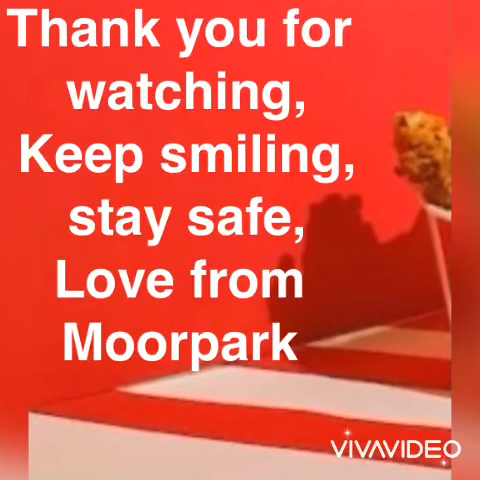 Thank you for
watching,
Keep smiling,
stay safe,
Love from
Moorpark
VIVAVIDEO